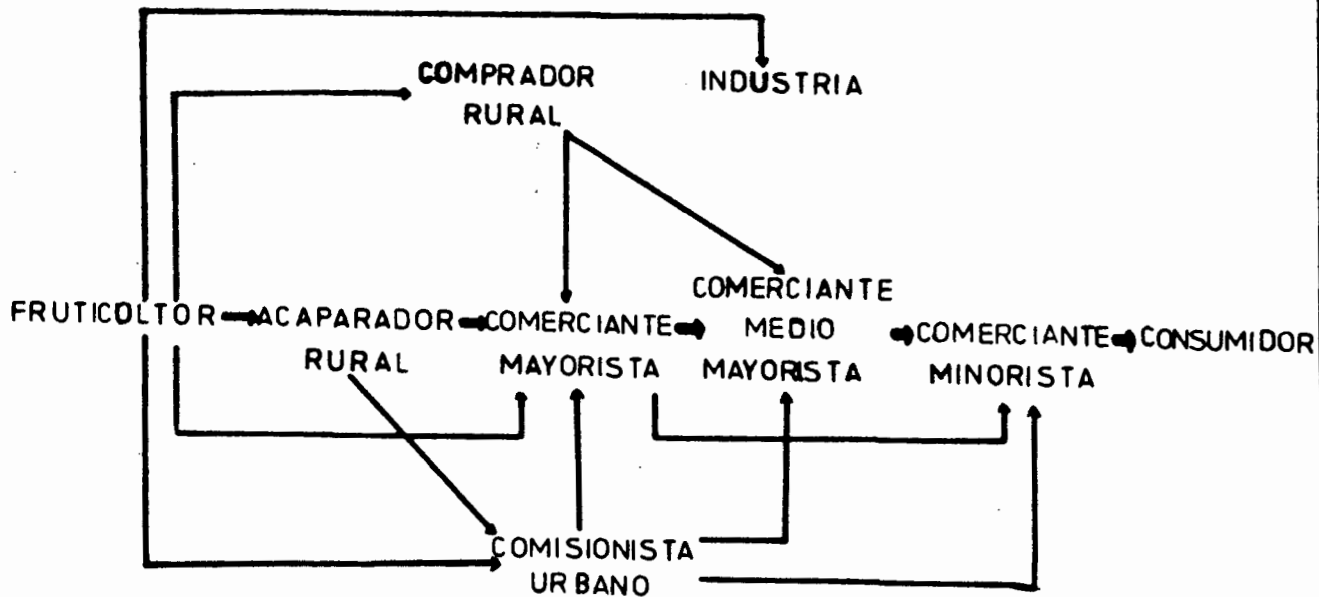 COMPRADOR
RURAL
INDUSTRIA
FRUTICOLTOR
ACAPARADOR
RURAL
COMERCIANTE
MAYORISTA
COMERCIANTE
MEDIO
MAYORISTA
COMERCIANTE
MINORISTA
CONSUMIDOR
COMISIONISTA
URBANO